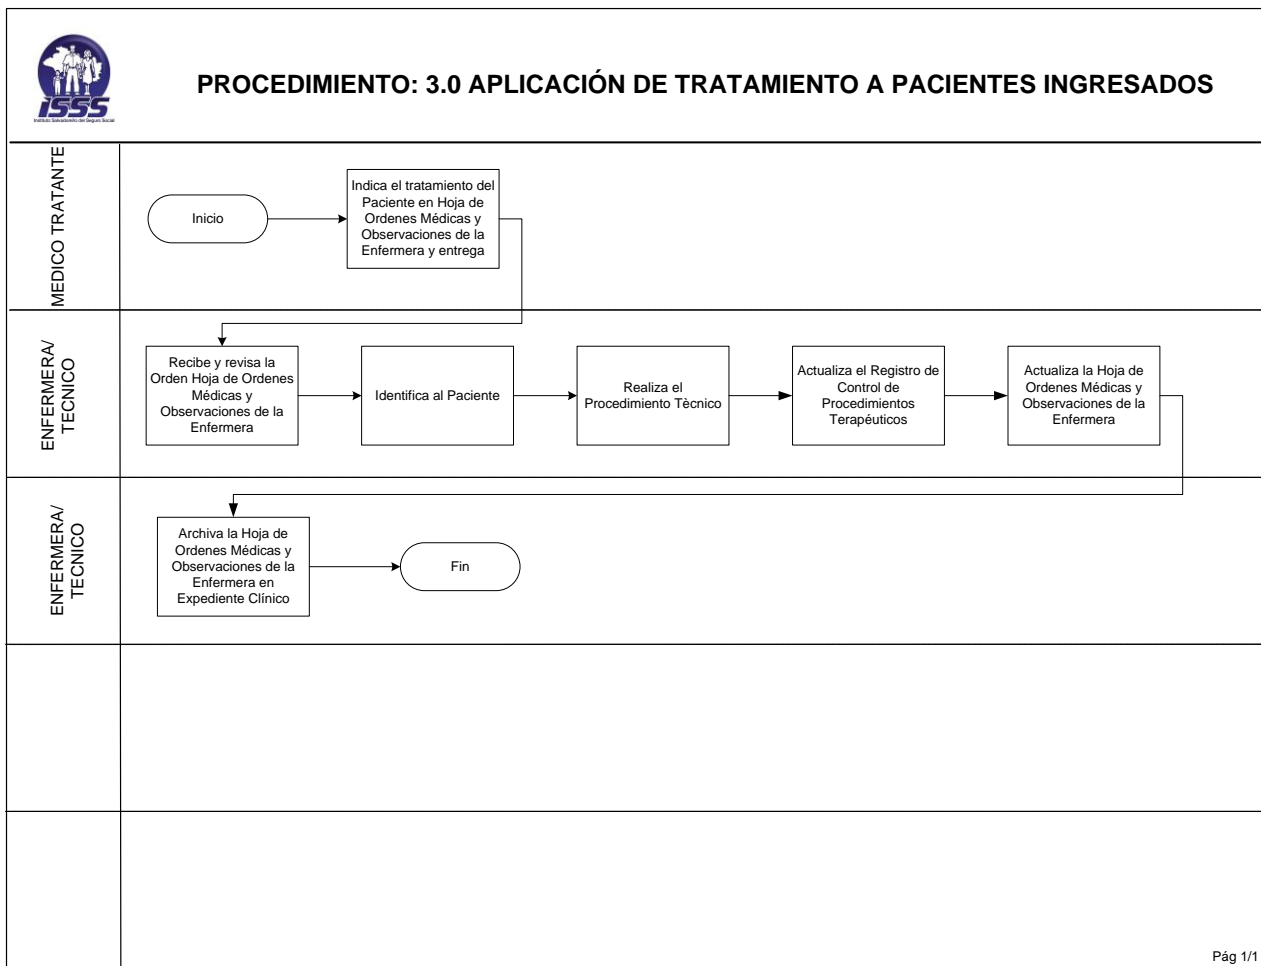 ISSS
Instituto Salvadoreño del Seguro Social
PROCEDIMIENTO: 3.0 APLICACIÓN DE TRATAMIENTO A PACIENTES INGRESADOS
MEDICO TRATANTE
Inicio
Indica el tratamiento del
Paciente en Hoja de
Ordenes Médicas y
Observaciones de la
Enfermera y entrega
ENFERMERA/
TECNICO
Recibe y revisa la
Orden Hoja de Ordenes
Médicas y
Observaciones de la
Enfermera
Identifica al Paciente
Realiza el
Procedimiento Tècnico
Actualiza el Registro de
Control de
Procedimientos
Terapéuticos
Actualiza la Hoja de
Ordenes Médicas y
Observaciones de la
Enfermera
ENFERMERA/
TECNICO
Archiva la Hoja de
Ordenes Médicas y
Observaciones de la
Enfermera en
Expediente Clínico
Fin
Pág 1/1